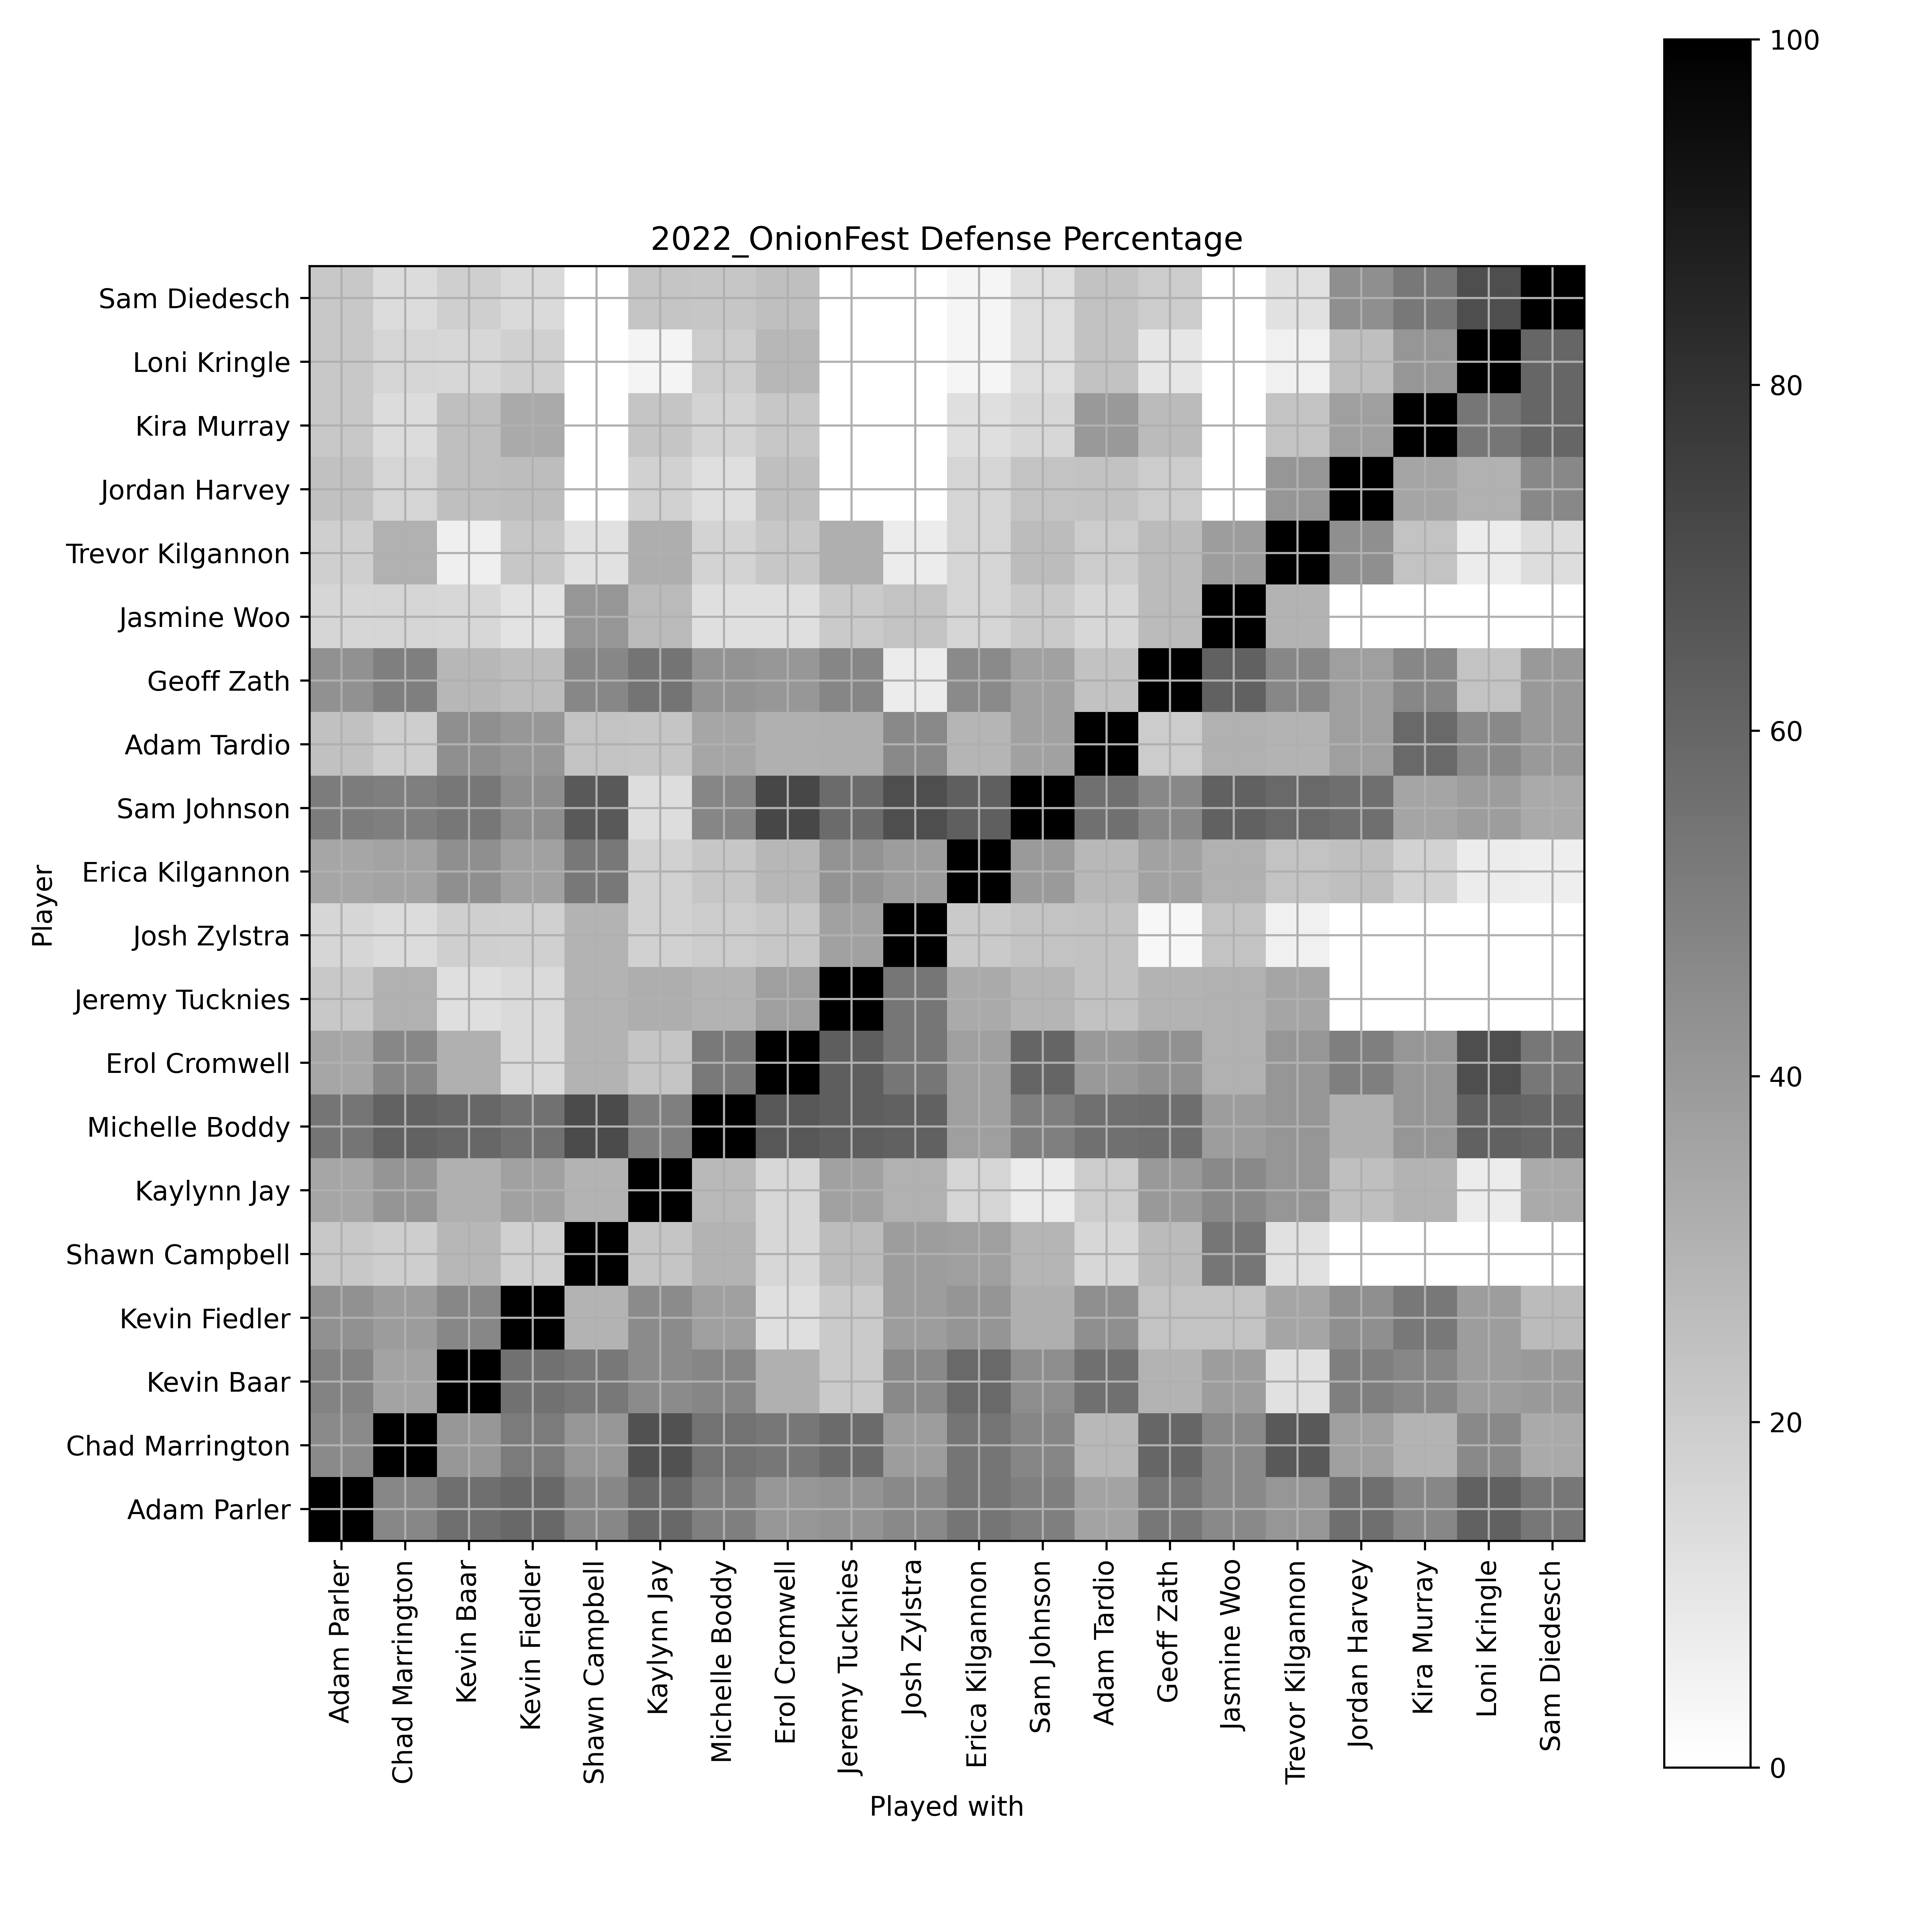 2022_OnionFest Defense Percentage
Player
Sam Diedesch
Loni Kringle
Kira Murray
Jordan Harvey
Trevor Kilgannon
Jasmine Woo
Geoff Zath
Adam Tardio
Sam Johnson
Erica Kilgannon
Josh Zylstra
Jeremy Tucknies
Erol Cromwell
Michelle Boddy
Kaylynn Jay
Shawn Campbell
Kevin Fiedler
Kevin Baar
Chad Marrington
Adam Parler
Adam Parler
Chad Marrington
Kevin Baar
Kevin Fiedler
Shawn Campbell
Kaylynn Jay
Michelle Boddy
Erol Cromwell
Jeremy Tucknies
Josh Zylstra
Erica Kilgannon
Sam Johnson
Adam Tardio
Geoff Zath
Jasmine Woo
Trevor Kilgannon
Jordan Harvey
Kira Murray
Loni Kringle
Sam Diedesch
Played with
100
80
60
40
20
0